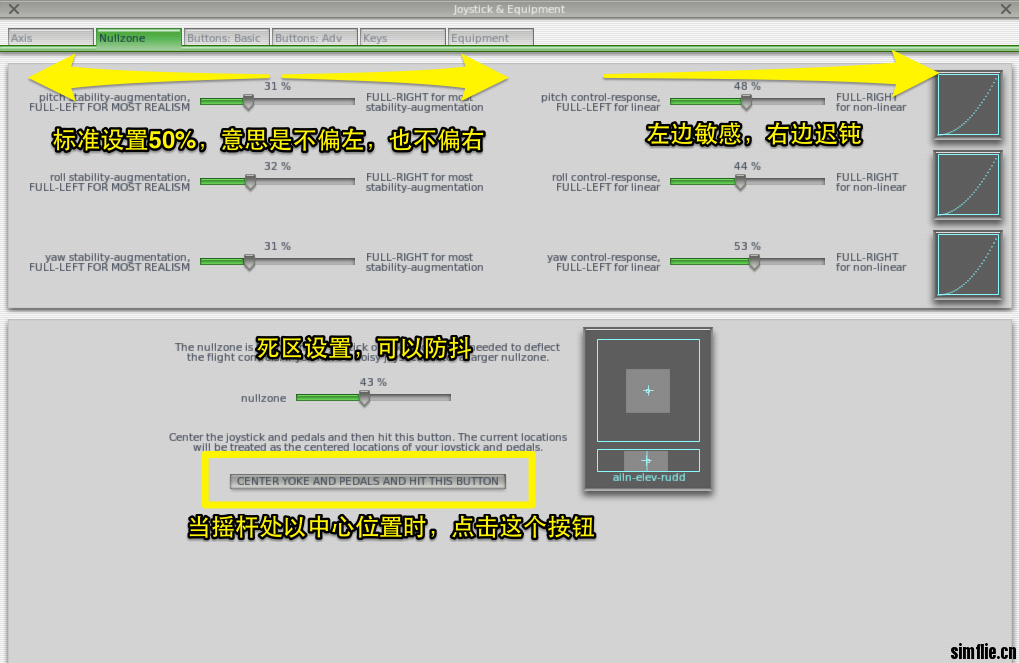 Joystick & Equipment
Axis
Nullzone
Buttons: Basic
Buttons: Adv
Keys
Equipment
31 %
pitch stability-augmentation,
FULL-LEFT FOR MOST REALISM
FULL-RIGHT for most
stability-augmentation
48 %
pitch control-response,
FULL-LEFT for linear
FULL-RIGHT
for non-linear
标准设置50%，意思是不偏左，也不偏右
左边敏感，右边迟钝
32 %
roll stability-augmentation,
FULL-LEFT FOR MOST REALISM
FULL-RIGHT for most
stability-augmentation
44 %
roll control-response,
FULL-LEFT for linear
FULL-RIGHT
for non-linear
31 %
yaw stability-augmentation,
FULL-LEFT FOR MOST REALISM
FULL-RIGHT for most
stability-augmentation
53 %
yaw control-response,
FULL-LEFT for linear
FULL-RIGHT
for non-linear
The nullzone is needed to deflect
the flight larger nullzone.
死区设置，可以防抖
43 %
nullzone
Center the joystick and pedals and then hit this button. The current locations
will be treated as the centered locations of your joystick and pedals.
CENTER YOKE AND PEDALS AND HIT THIS BUTTON
ailn-elev-rudd
当摇杆处以中心位置时，点击这个按钮
simflie.cn